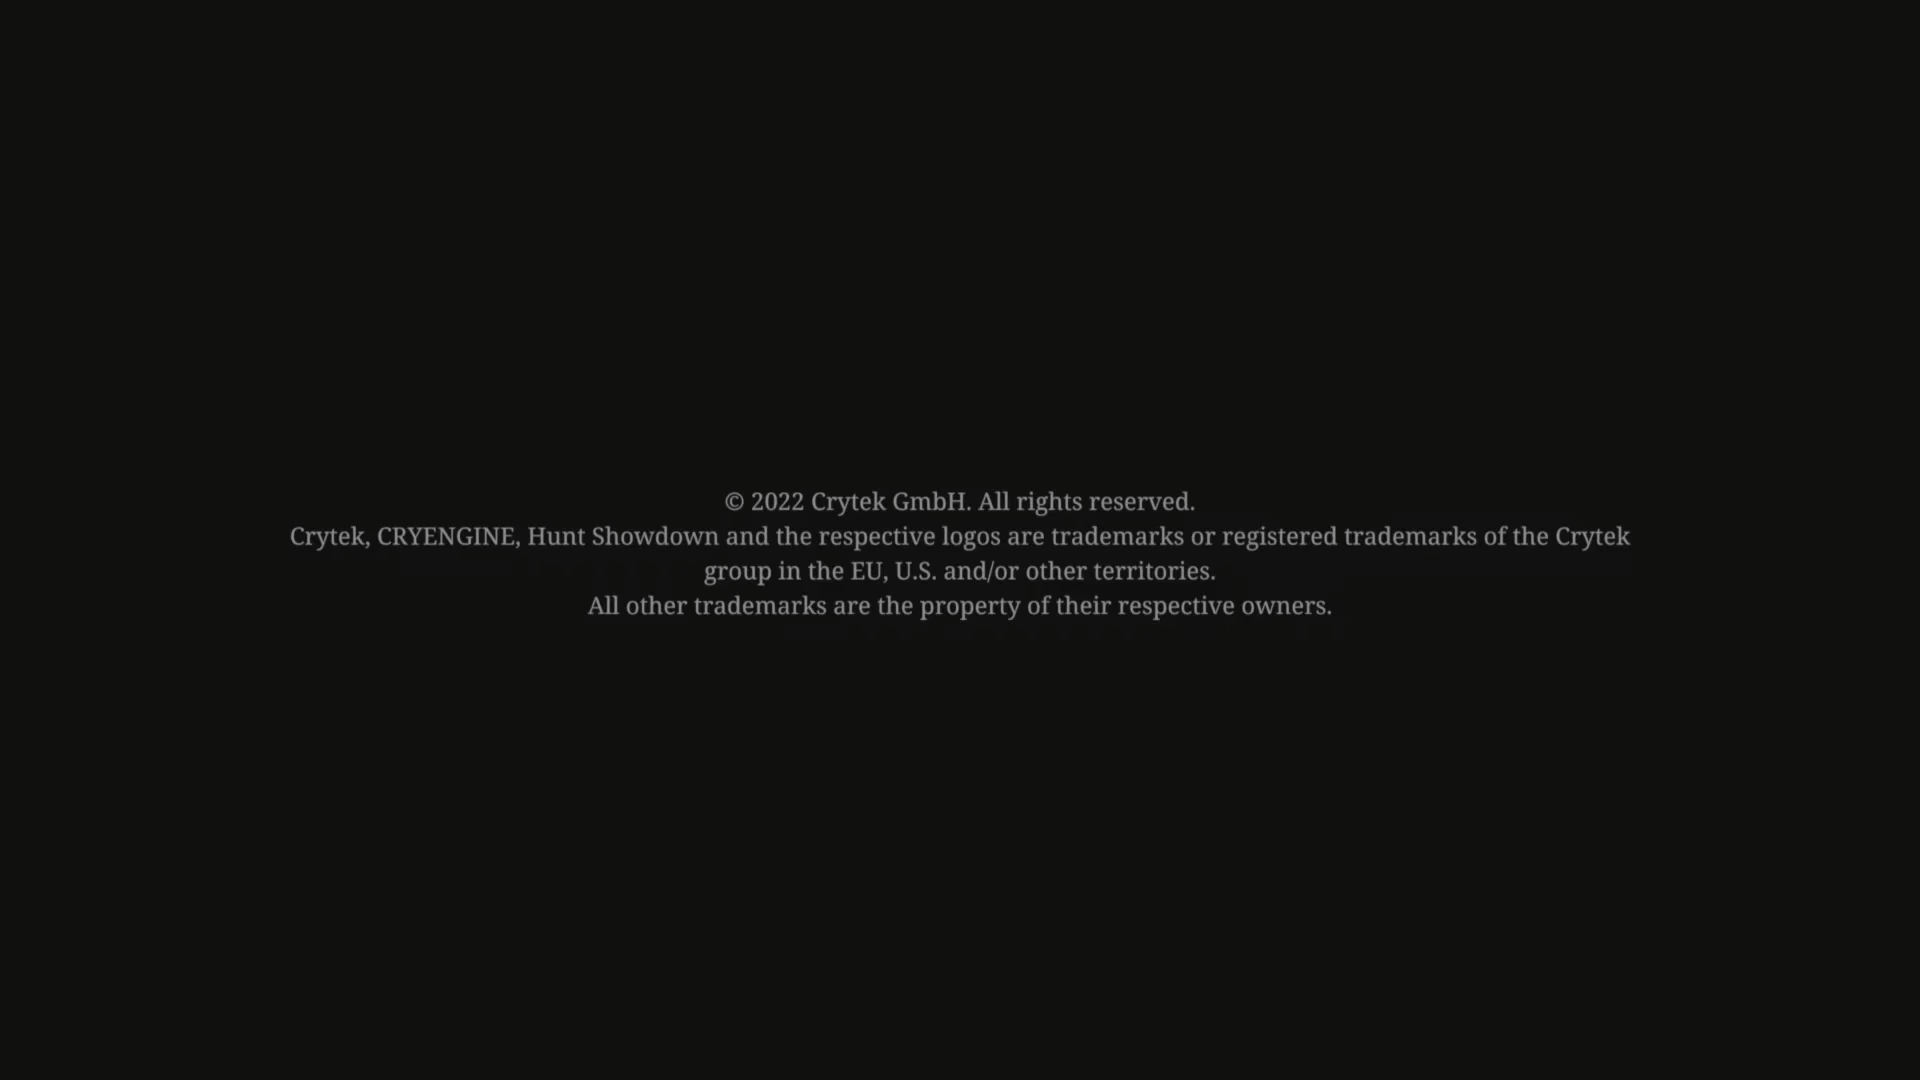 © 2022 Crytek GmbH. All rights reserved.
Crytek, CRYENGINE, Hunt Showdown and the respective logos are trademarks or registered trademarks of the Crytek
group in the EU, U.S. and/or other territories.
All other trademarks are the property of their respective owners.